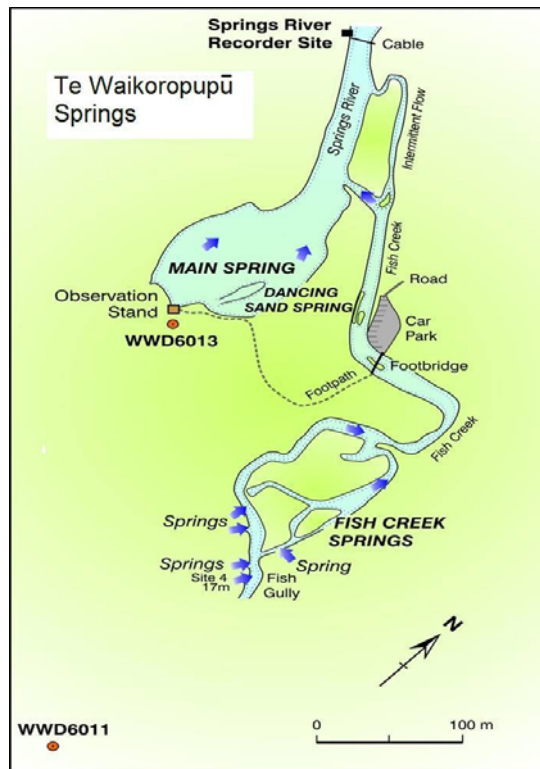 Springs River
Recorder Site
Cable
Te Waikoropupū
Springs
Springs River
Intermittent Flow
MAIN SPRING
Fish Creek
DANCING
SAND SPRING
Road
Observation
Stand
Car
Park
WWD6013
Footbridge
Footpath
Fish Creek
Springs
FISH CREEK
SPRINGS
Springs
Spring
Site 4
17m
Fish
Gully
N
WWD6011
0
100 m